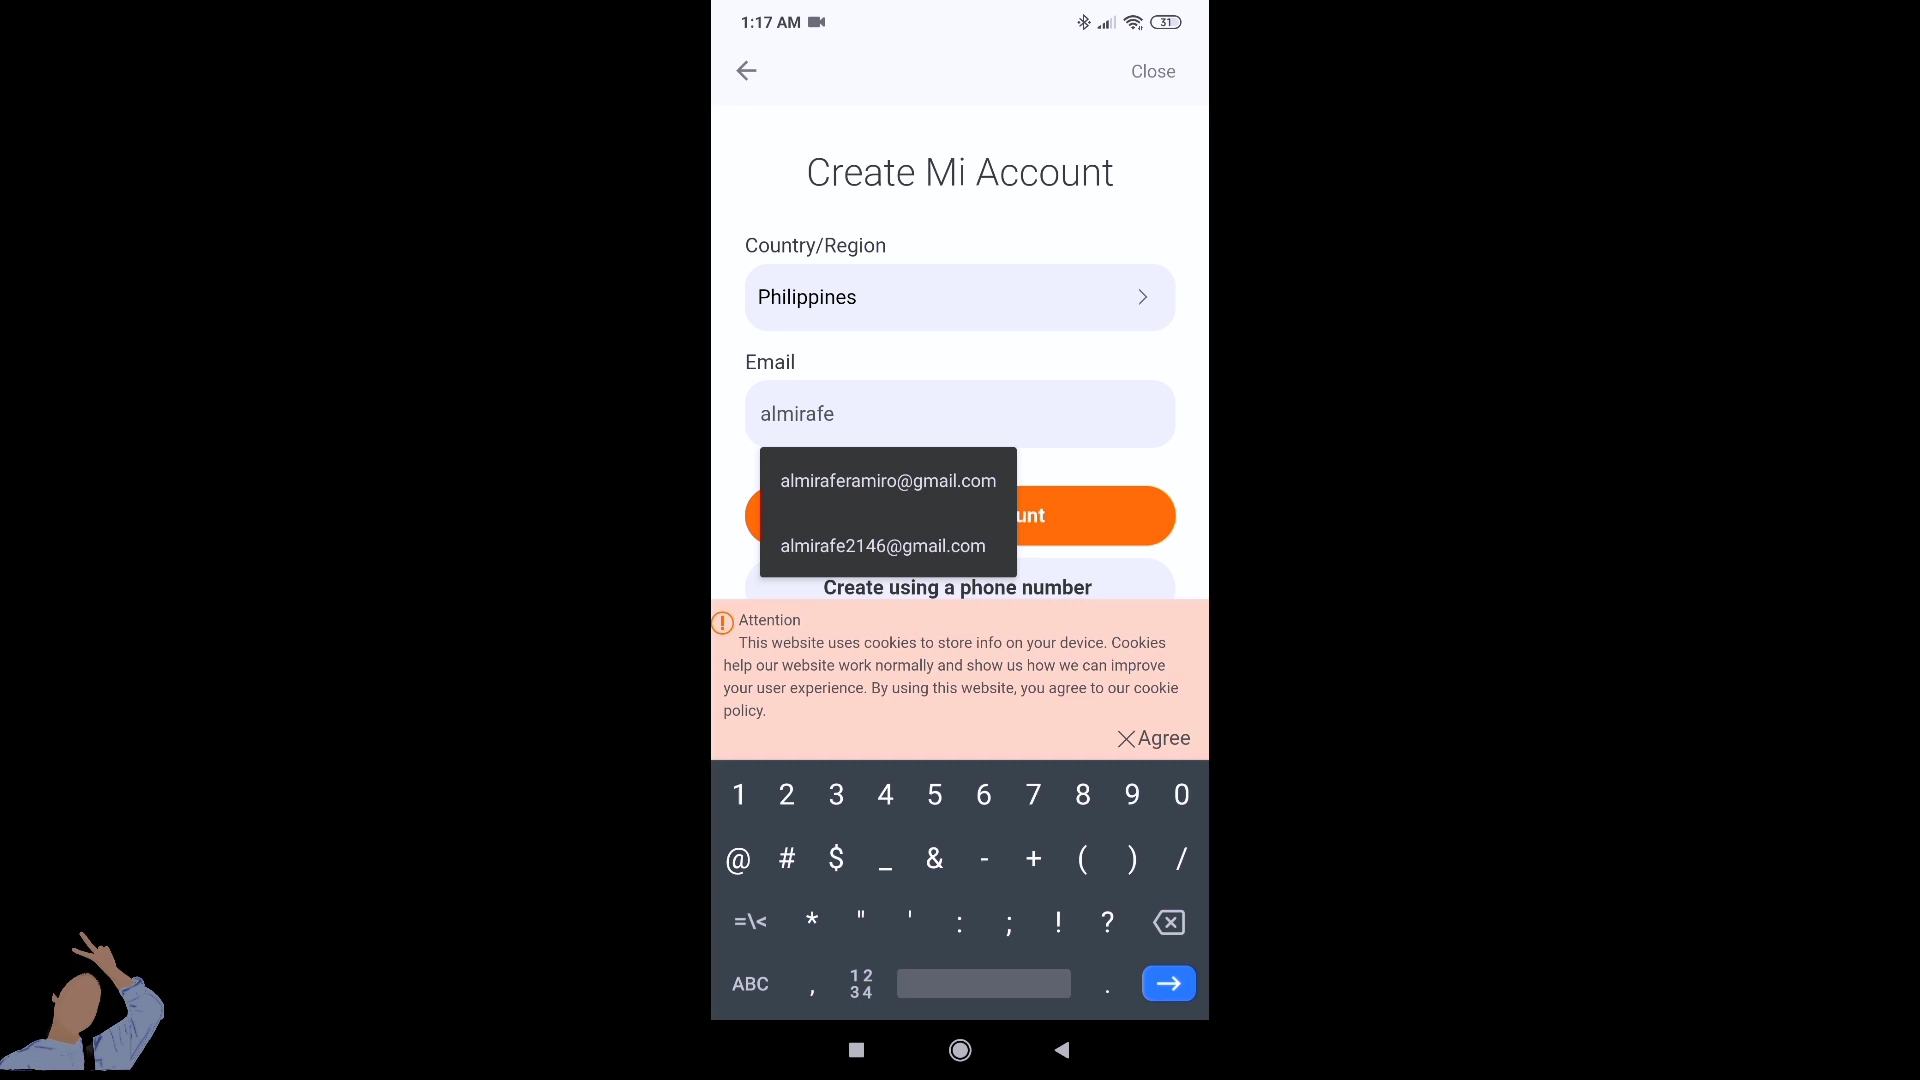 1:17 AM
31
Close
Create Mi Account
Country/Region
Philippines
Email
almirafe
almiraferamiro@gmail.com
unt
almirafe2146@gmail.com
Create using a phone number
Attention
This website uses cookies to store info on your device. Cookies
help our website work normally and show us how we can improve
your user experience. By using this website, you agree to our cookie
policy.
Agree
1 2 3 4 5 6 7 8 9 0
@ # $ _ & - + ( ) /
=\< * " ' : ; ! ?
ABC , 12 34 .